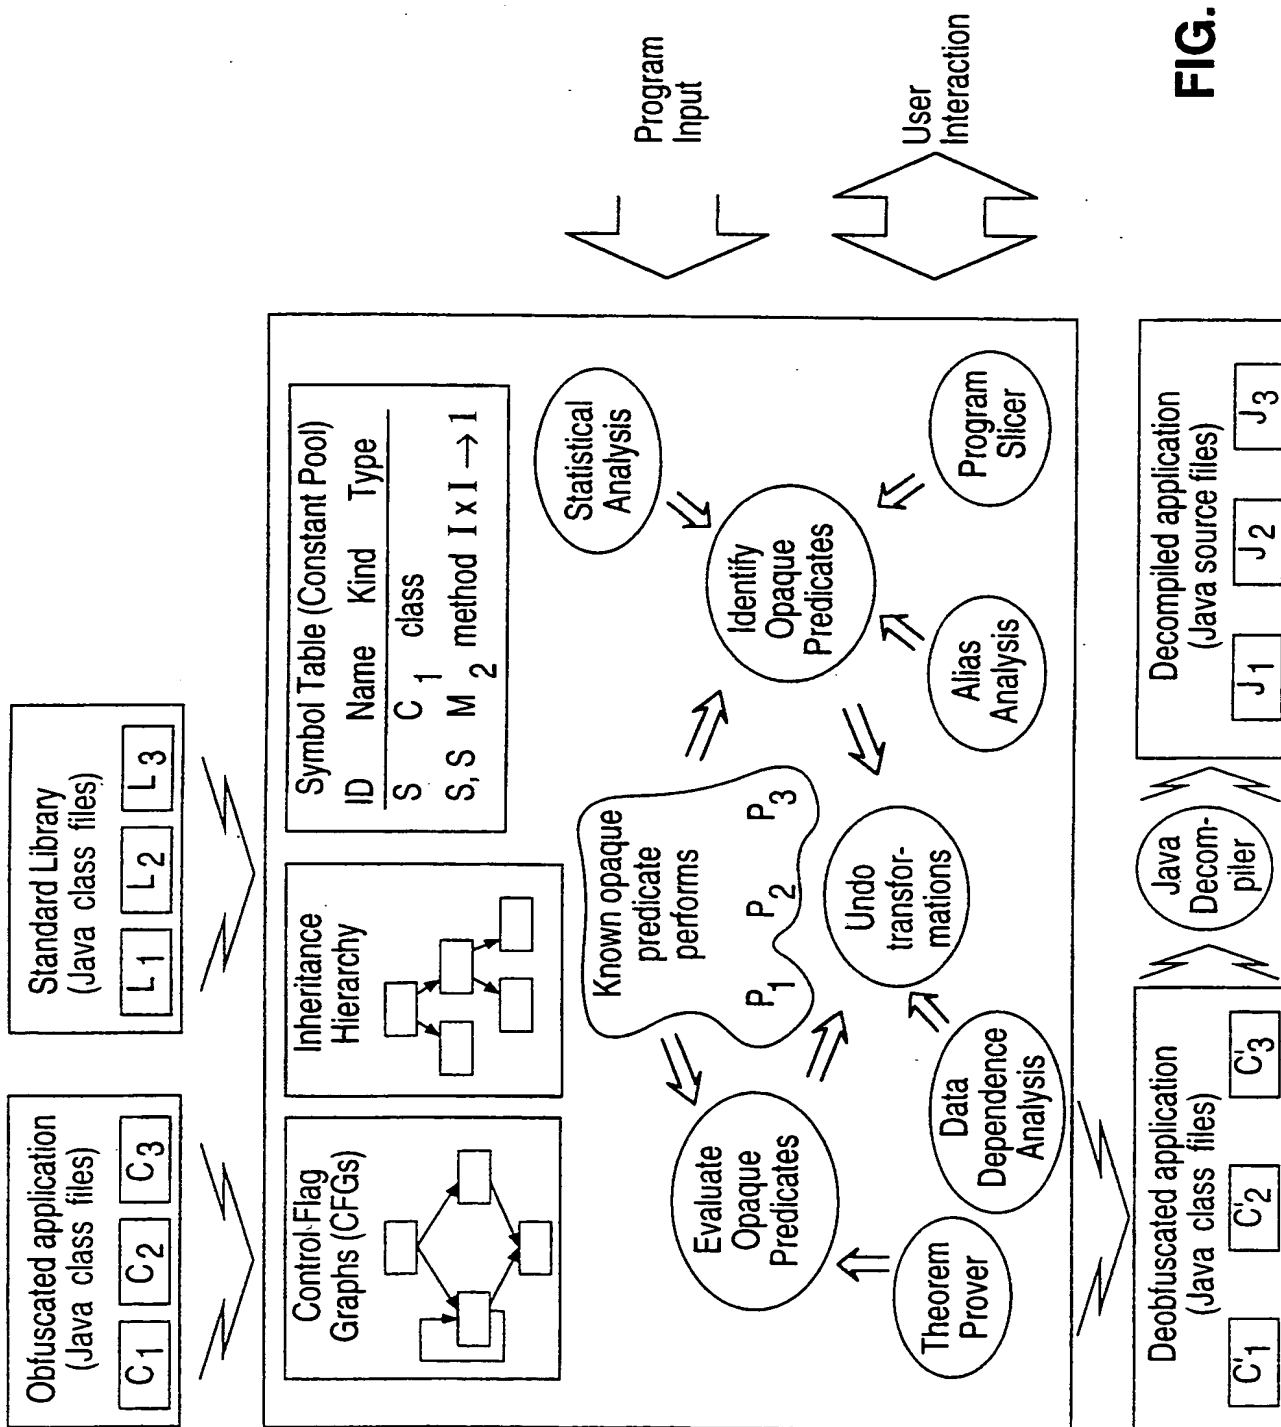 Obfuscated application
(Java class files)
C1 C2 C3
Standard Library
(Java class files)
L1 L2 L3
Control-Flag
Graphs (CFGs)
Inheritance
Hierarchy
Symbol Table (Constant Pool)
ID Name Kind Type
S C1 class
S, S M2 method I x I → 1
Statistical
Analysis
Known opaque
predicate
performs
P1 P2 P3
Identify
Opaque
Predicates
Evaluate
Opaque
Predicates
Undo
transfor-
mations
Program
Slicer
Alias
Analysis
Data
Dependence
Analysis
Theorem
Prover
Program
Input
User
Interaction
Deobfuscated application
(Java class files)
C'1 C'2 C'3
Java
Decom-
piler
Decompiled application
(Java source files)
J1 J2 J3
FIG.